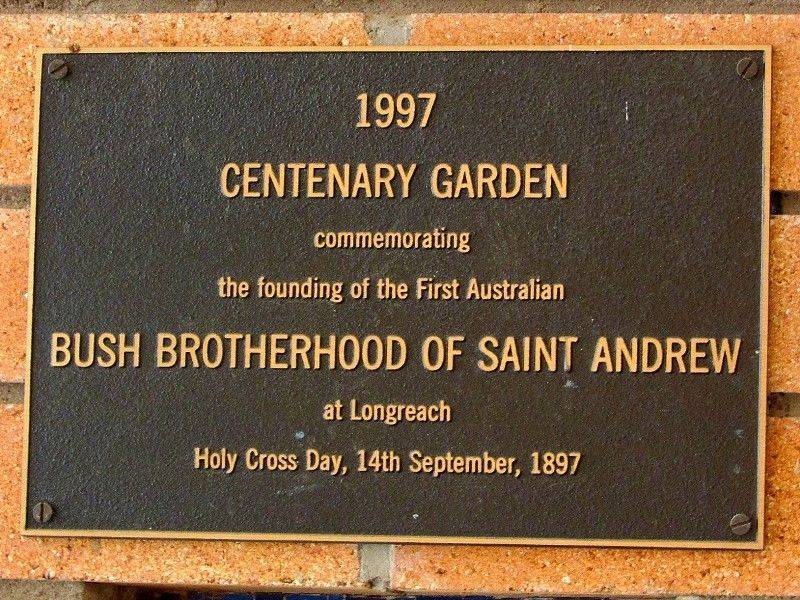 1997
CENTENARY GARDEN
commemorating
the founding of the First Australian
BUSH BROTHERHOOD OF SAINT ANDREW
at Longreach
Holy Cross Day, 14th September, 1897